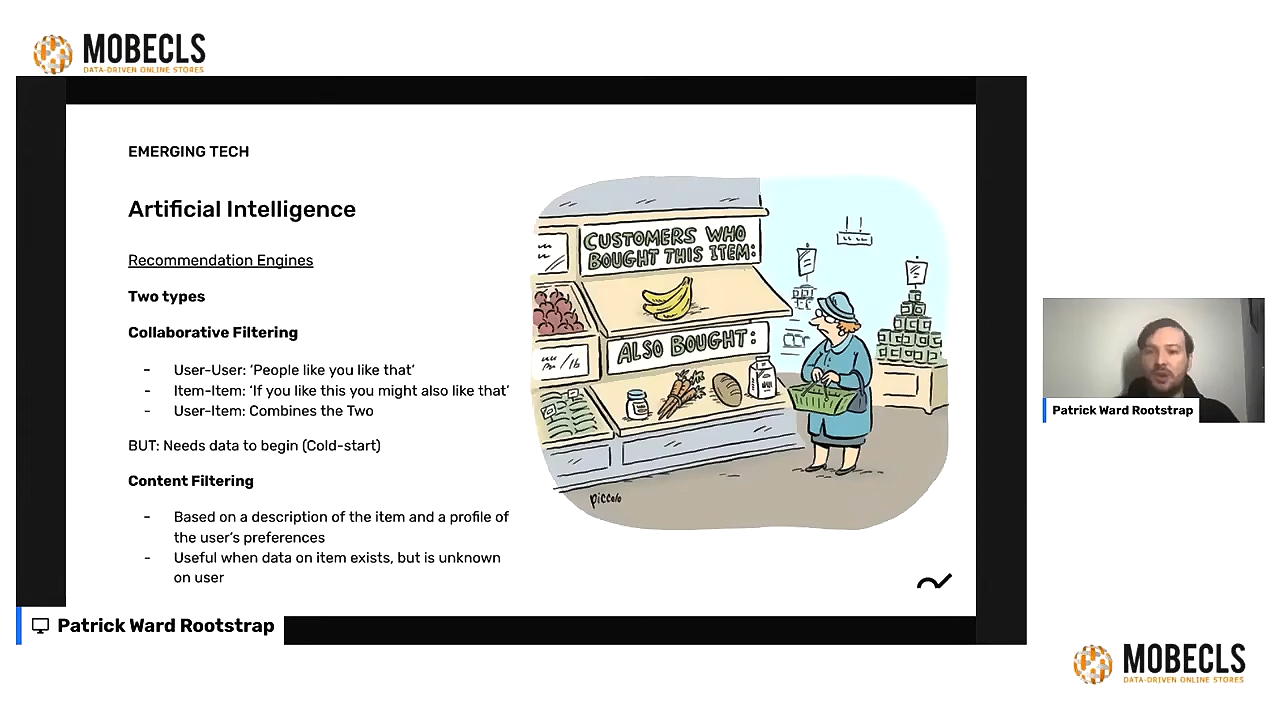 MOBECLS
DATA-DRIVEN ONLINE STORES
EMERGING TECH
Artificial Intelligence
Recommendation Engines
Two types
Collaborative Filtering
- User-User: ‘People like you like that’
- Item-Item: ‘If you like this you might also like that’
- User-Item: Combines the Two
BUT: Needs data to begin (Cold-start)
Content Filtering
- Based on a description of the item and a profile of
the user’s preferences
- Useful when data on item exists, but is unknown
on user
CUSTOMERS WHO
BOUGHT THIS ITEM:
ALSO BOUGHT:
/lb
piccolo
Patrick Ward Rootstrap
Patrick Ward Rootstrap
MOBECLS
DATA-DRIVEN ONLINE STORES